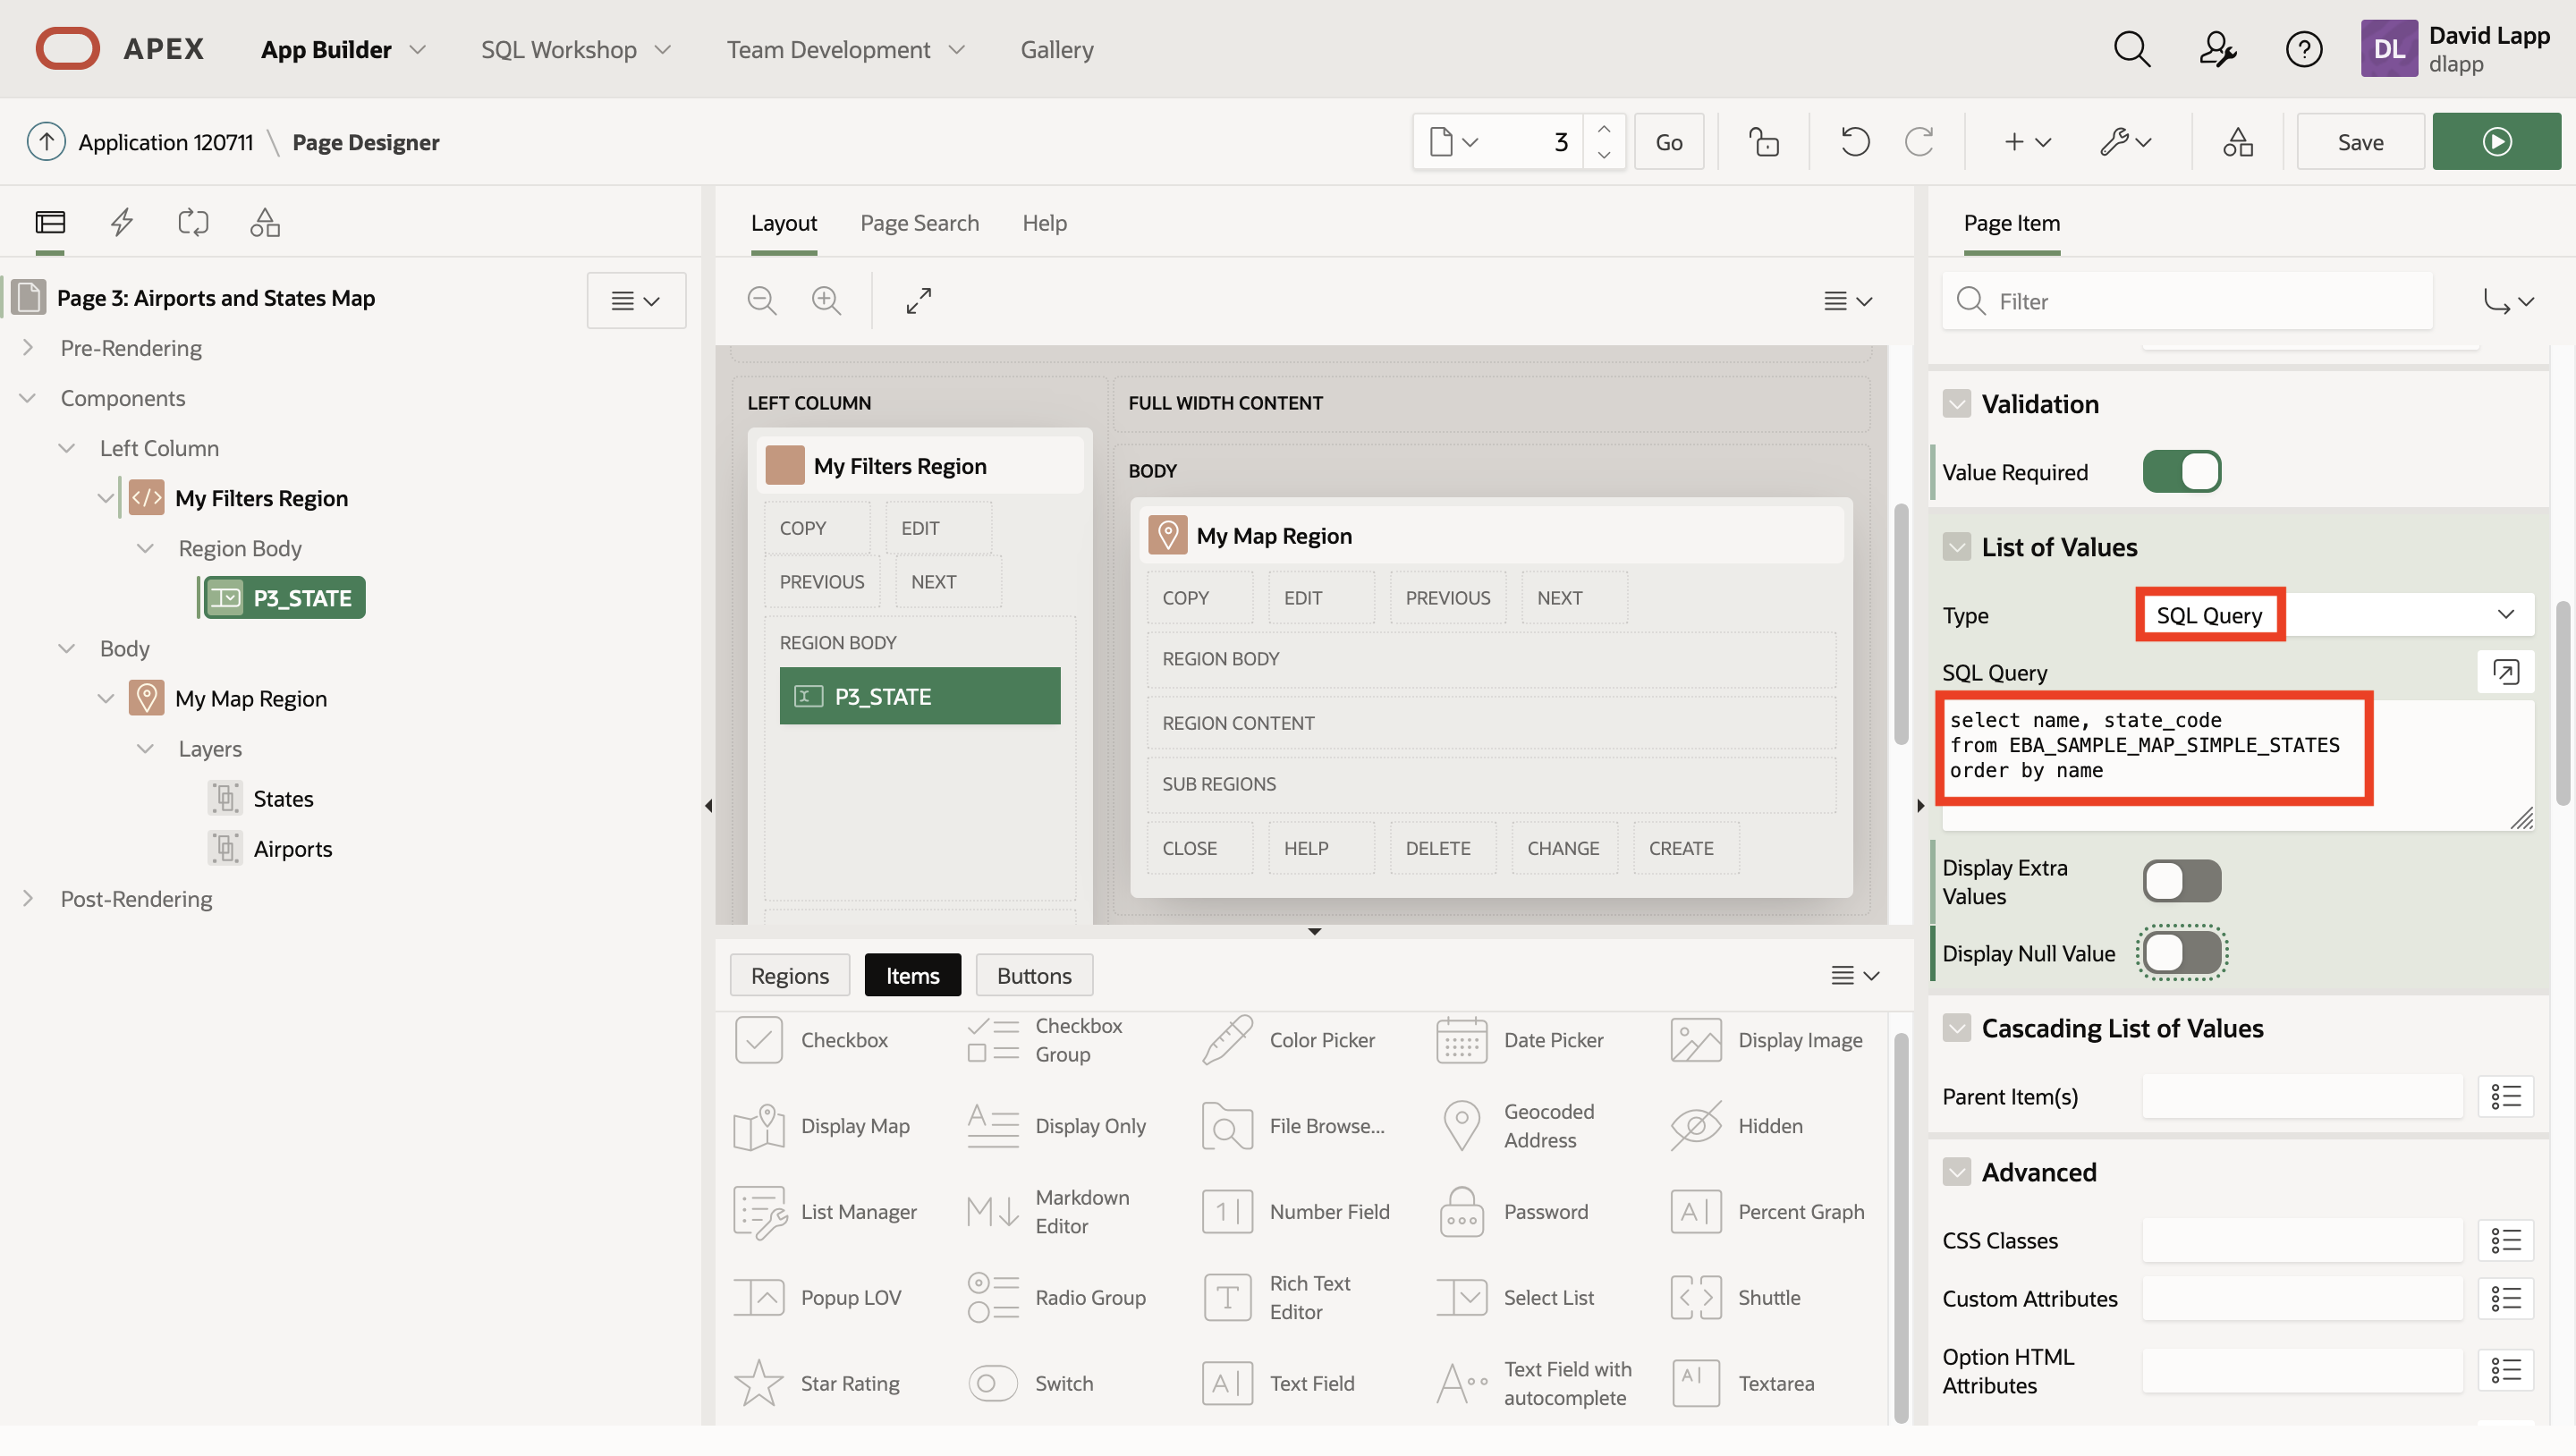 APEX
App Builder
SQL Workshop
Team Development
Gallery
DL
David Lapp
dlapp
Application 120711 \ Page Designer
3
Go
Save
Page 3: Airports and States Map
Pre-Rendering
Components
Left Column
My Filters Region
Region Body
P3_STATE
Body
My Map Region
Layers
States
Airports
Post-Rendering
Layout
Page Search
Help
LEFT COLUMN
My Filters Region
COPY
EDIT
PREVIOUS
NEXT
REGION BODY
P3_STATE
FULL WIDTH CONTENT
BODY
My Map Region
COPY
EDIT
PREVIOUS
NEXT
REGION BODY
REGION CONTENT
SUB REGIONS
CLOSE
HELP
DELETE
CHANGE
CREATE
Regions
Items
Buttons
Checkbox
Checkbox
Group
Color Picker
Date Picker
Display Image
Display Map
Display Only
File Browse...
Geocoded
Address
Hidden
List Manager
Markdown
Editor
Number Field
Password
Percent Graph
Popup LOV
Radio Group
Rich Text
Editor
Select List
Shuttle
Star Rating
Switch
Text Field
Text Field with
autocomplete
Textarea
Page Item
Filter
Validation
Value Required
List of Values
Type
SQL Query
SQL Query
select name, state_code
from EBA_SAMPLE_MAP_SIMPLE_STATES
order by name
Display Extra
Values
Display Null Value
Cascading List of Values
Parent Item(s)
Advanced
CSS Classes
Custom Attributes
Option HTML
Attributes